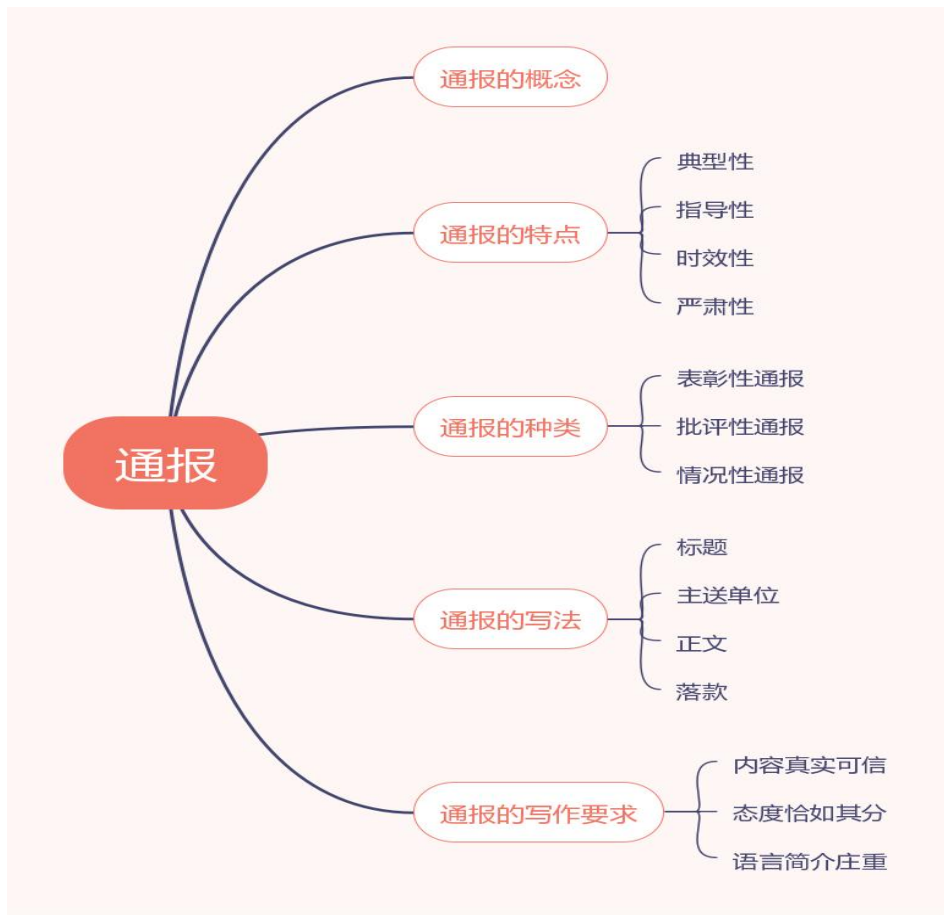 通报
通报的概念
通报的特点
典型性
指导性
时效性
严肃性
通报的种类
表彰性通报
批评性通报
情况性通报
通报的写法
标题
主送单位
正文
落款
通报的写作要求
内容真实可信
态度恰如其分
语言简介庄重